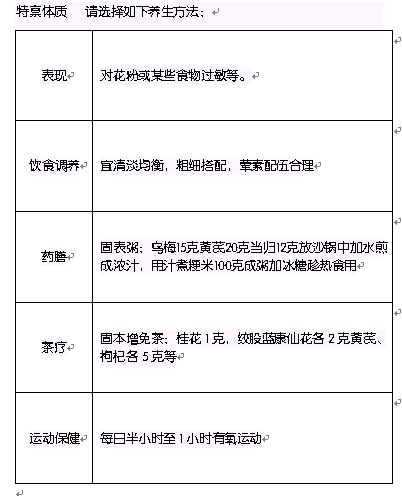 特禀体质 请选择如下养生方法：
表现
对花粉或某些食物过敏等。
饮食调养
宜清淡均衡，粗细搭配，荤素配伍合理
药膳
固表粥：乌梅15克黄芪20克当归12克放沙锅中加水煎
成浓汁，用汁煮粳米100克成粥加冰糖趁热食用
茶疗
固本增免茶：桂花1克，绞股蓝康仙花各2克黄芪、
枸杞各5克等
运动保健
每日半小时至1小时有氧运动